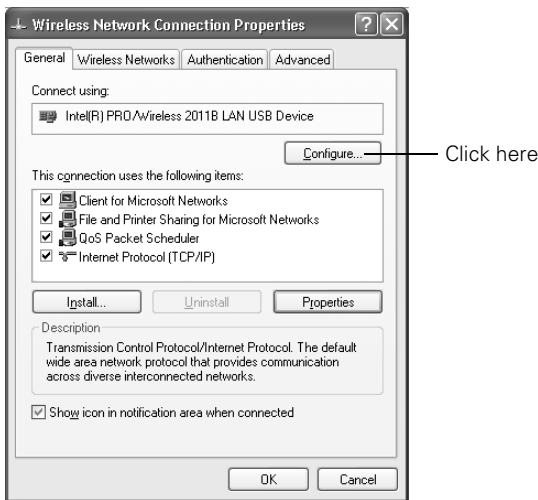 Wireless Network Connection Properties
General Wireless Networks Authentication Advanced
Connect using:
Intel(R) PRO/Wireless 2011B LAN USB Device
Configure...
Click here
This connection uses the following items:
Client for Microsoft Networks
File and Printer Sharing for Microsoft Networks
QoS Packet Scheduler
Internet Protocol (TCP/IP)
Install... Uninstall Properties
Description
Transmission Control Protocol/Internet Protocol. The default
wide area network protocol that provides communication
across diverse interconnected networks.
Show icon in notification area when connected
OK Cancel